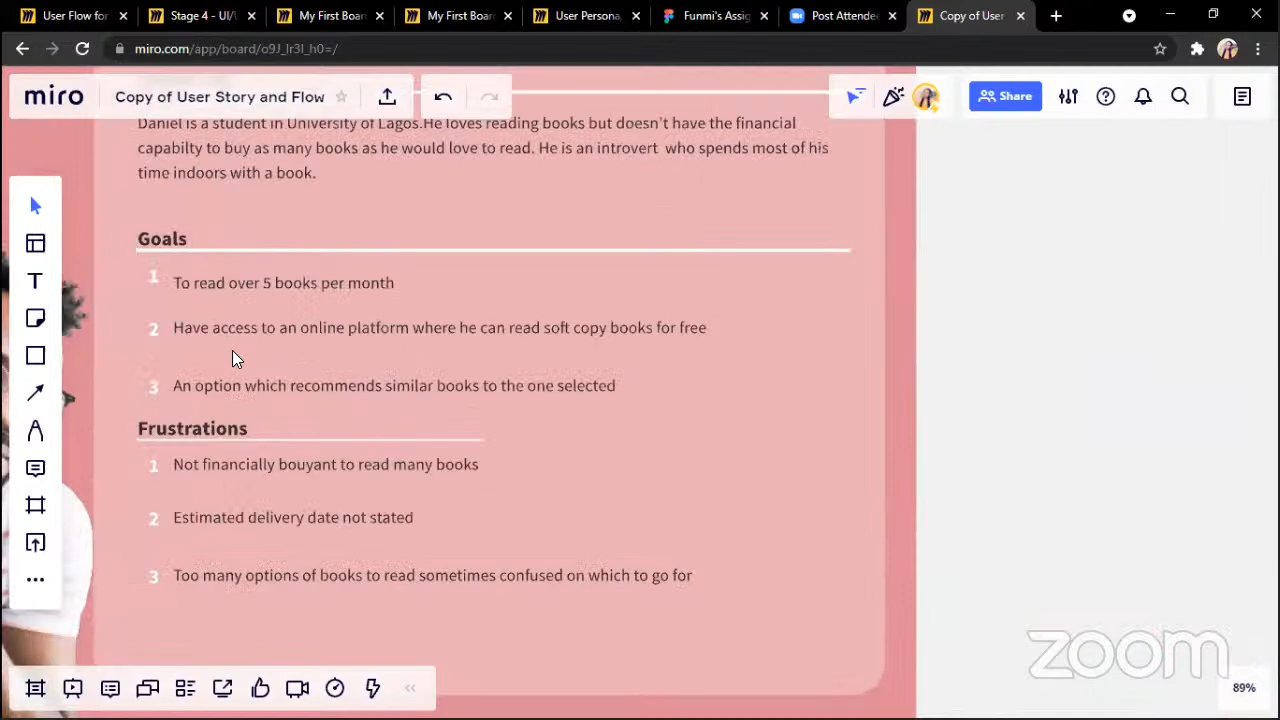 User Flow for
Stage 4 - UI/
My First Boar
My First Boar
User Persona,
Funmi's Assig
Post Attendee
Copy of User
miro.com/app/board/o9J_lr3l_h0=/
miro
Copy of User Story and Flow
Share
Daniel is a student in University of Lagos.He loves reading books but doesn't have the financial
capabilty to buy as many books as he would love to read. He is an introvert who spends most of his
time indoors with a book.
Goals
1 To read over 5 books per month
2 Have access to an online platform where he can read soft copy books for free
3 An option which recommends similar books to the one selected
Frustrations
1 Not financially bouyant to read many books
2 Estimated delivery date not stated
3 Too many options of books to read sometimes confused on which to go for
zoom
89%